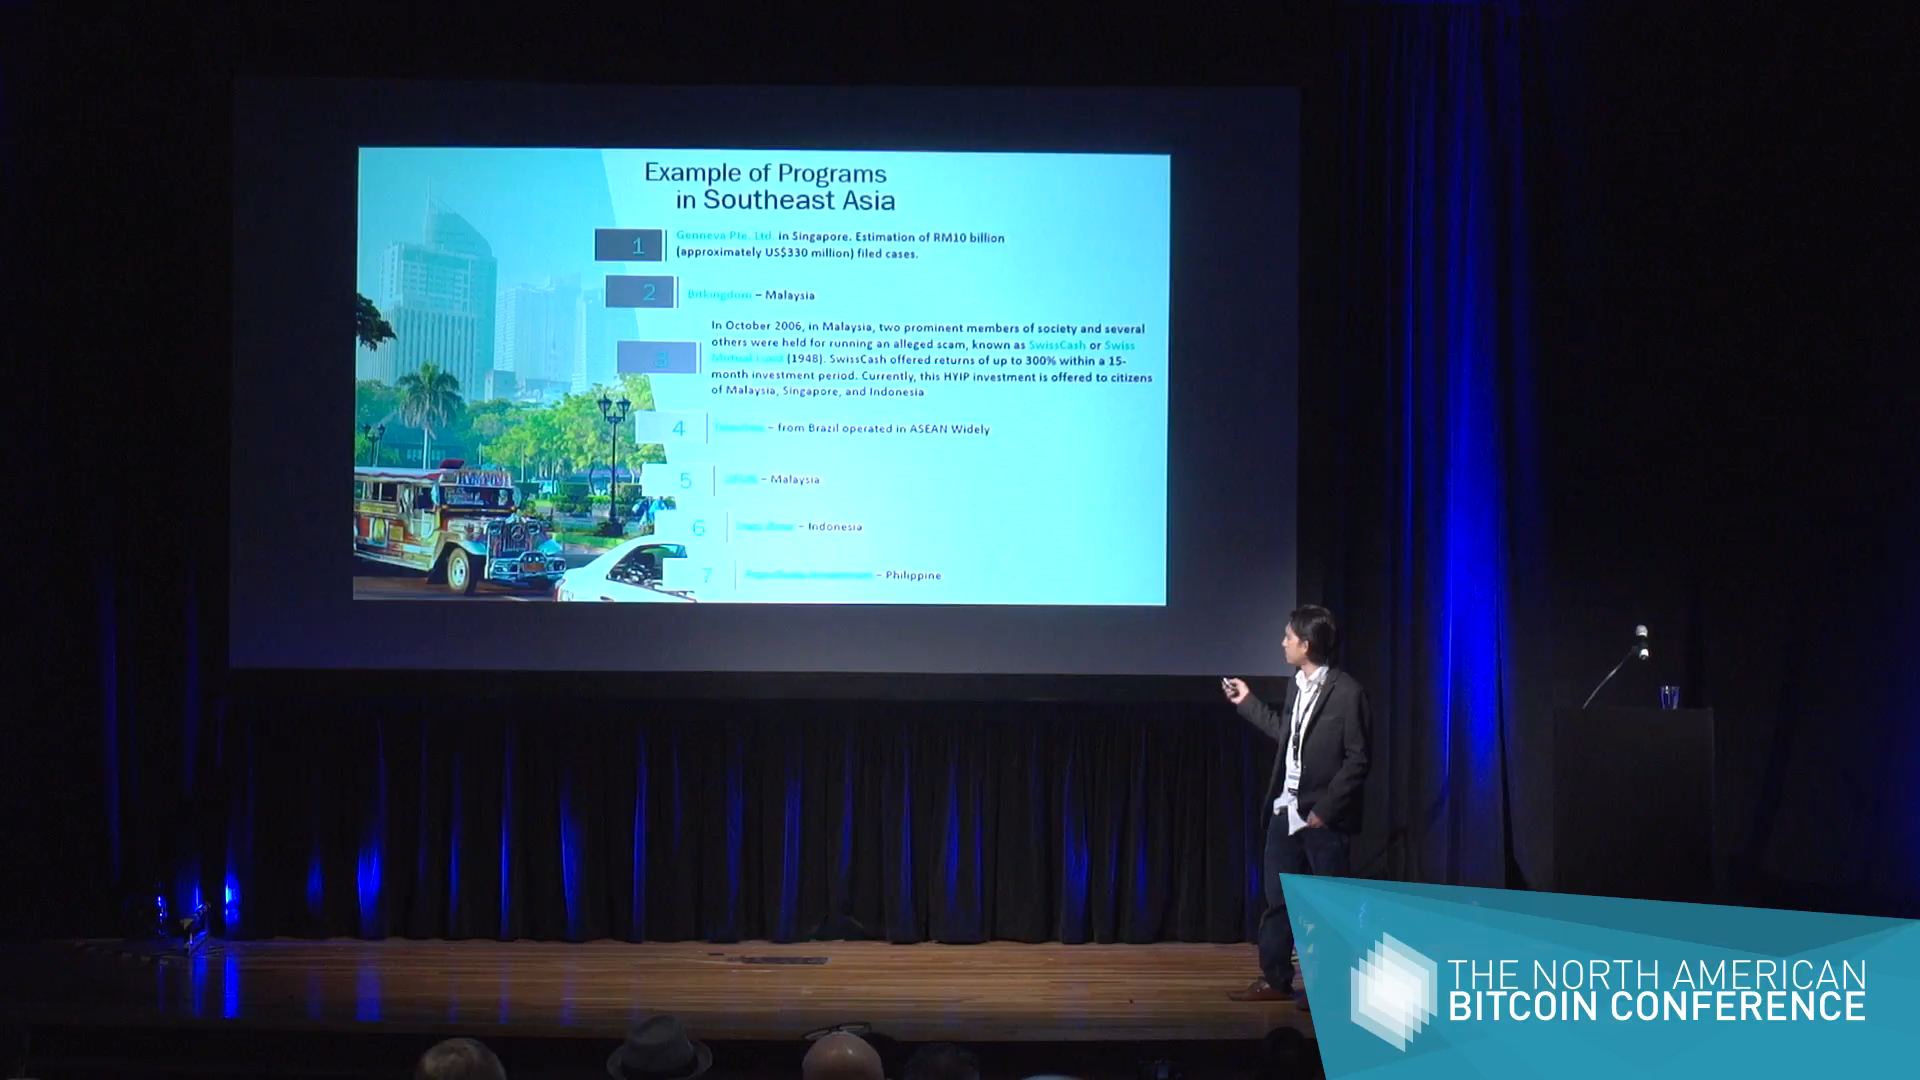 Example of Programs
in Southeast Asia
1
Genneva Pte. Ltd. in Singapore. Estimation of RM10 billion
(approximately US$330 million) filed cases.
2
Bitkingdom – Malaysia
3
In October 2006, in Malaysia, two prominent members of society and several
others were held for running an alleged scam, known as SwissCash or Swiss
Mutual Fund (1948). SwissCash offered returns of up to 300% within a 15-
month investment period. Currently, this HYIP investment is offered to citizens
of Malaysia, Singapore, and Indonesia
4
– from Brazil operated in ASEAN Widely
5
– Malaysia
6
– Indonesia
7
– Philippine
THE NORTH AMERICAN
BITCOIN CONFERENCE